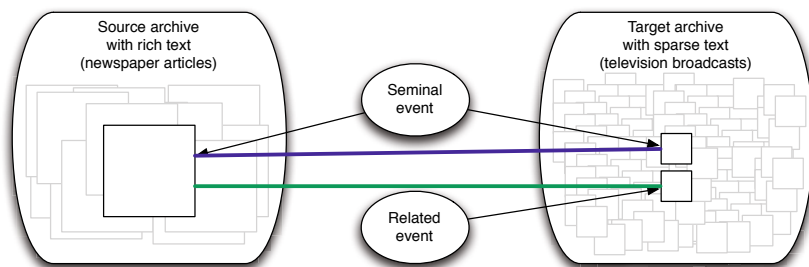 Source archive
with rich text
(newspaper articles)
Target archive
with sparse text
(television broadcasts)
Seminal
event
Related
event